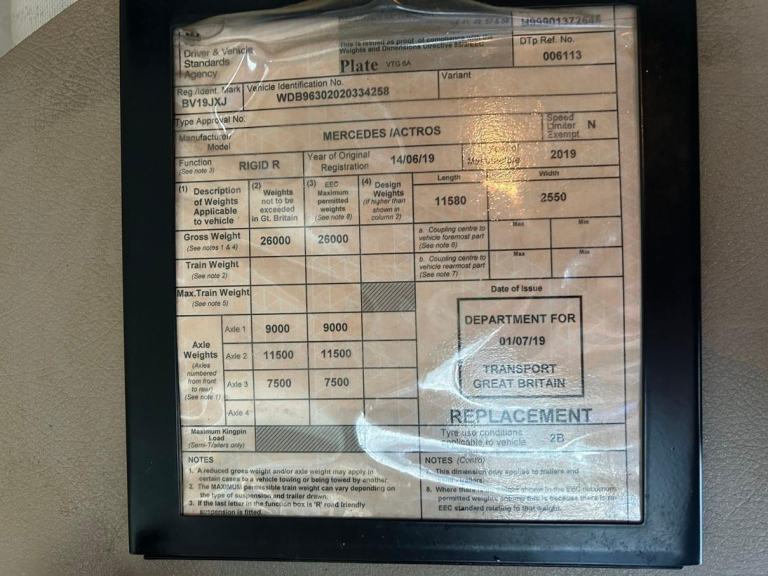 Driver & Vehicle
Standards
Agency
This is issued as proof of compliance with the
Weights and Dimensions Directive
Plate VTG 6A
DTp Ref. No.
006113
Reg./Ident. Mark
BV19JXJ
Vehicle Identification No.
WDB96302020334258
Variant
Type Approval No.
Manufacturer
Model
MERCEDES /ACTROS
Speed
Limiter
Exempt
N
Function
(See note 3)
RIGID R
Year of Original
Registration
14/06/19
Year of
2019
(1) Description
of Weights
Applicable
to vehicle
(2) Weights
not to be
exceeded
in Gt. Britain
(3) EEC
Maximum
permitted
weights
(See note 8)
(4) Design
Weights
(if higher than
shown in
column 2)
Length
11580
Width
2550
Gross Weight
(See notes 1 & 4)
26000
26000
a. Coupling centre to
vehicle foremost part
(See note 6)
Max
Min
Train Weight
(See note 2)
b. Coupling centre to
vehicle rearmost part
(See note 7)
Max
Min
Max.Train Weight
(See note 5)
Date of Issue
DEPARTMENT FOR
01/07/19
TRANSPORT
GREAT BRITAIN
Axle
Weights
(Axles
numbered
from front
to rear)
(See note 1)
Axle 1
9000
9000
Axle 2
11500
11500
Axle 3
7500
7500
Axle 4
REPLACEMENT
Maximum Kingpin
Load
(Semi-Trailers only)
Tyre use conditions
applicable to vehicle
2B
NOTES
1. A reduced gross weight and/or axle weight may apply in
certain cases to a vehicle towing or being towed by another.
2. The MAXIMUM permissible train weight can vary depending on
the type of suspension and trailer drawn.
3. If the last letter in the function box is 'R' road friendly
suspension is fitted.
NOTES (Contd)
7. This dimension only applies to trailers and
8. Where there shown in the EEC maximum
permitted weights column this is because there is no
EEC standard relating to that weight.